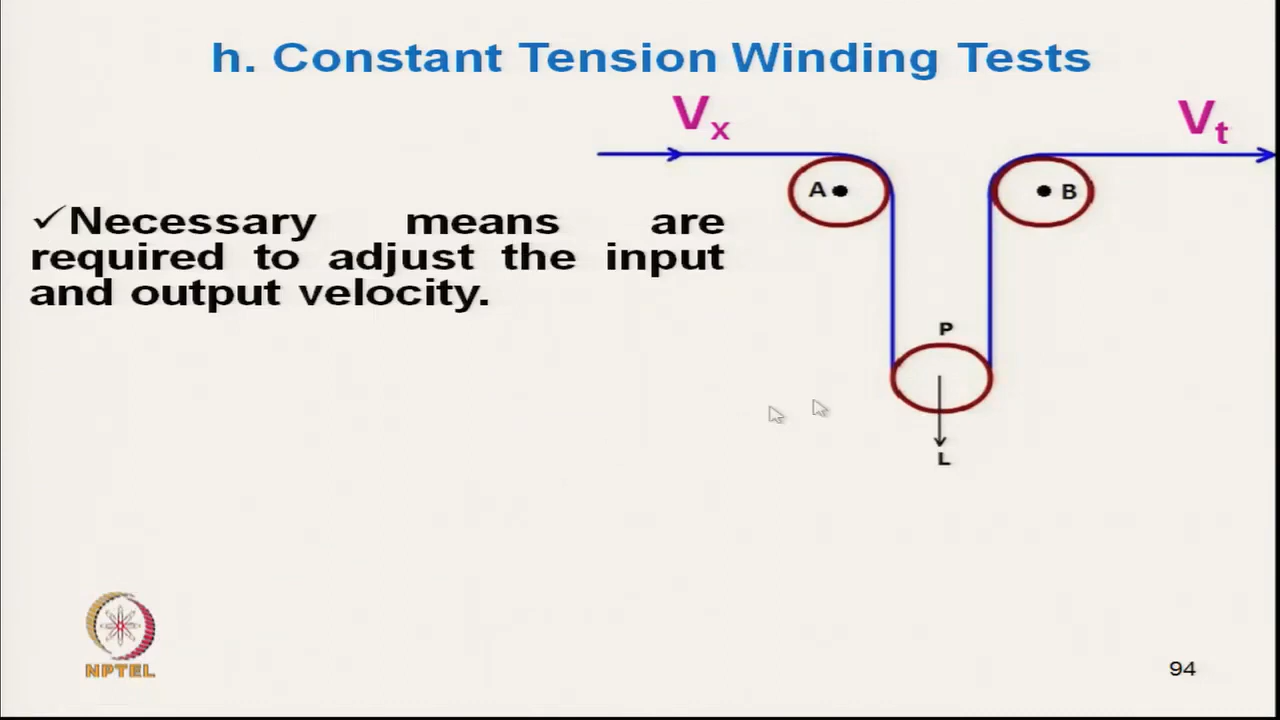 h. Constant Tension Winding Tests
Vx
Vt
A
B
✓Necessary means are
required to adjust the input
and output velocity.
P
L
NPTEL
94